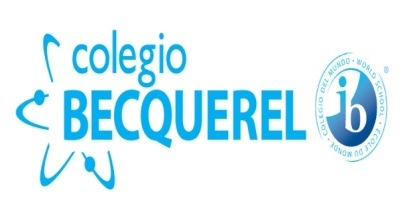 colegio
BECQUEREL
COLEGIO DEL MUNDO · WORLD SCHOOL · ÉCOLE DU MONDE ·
ib
®